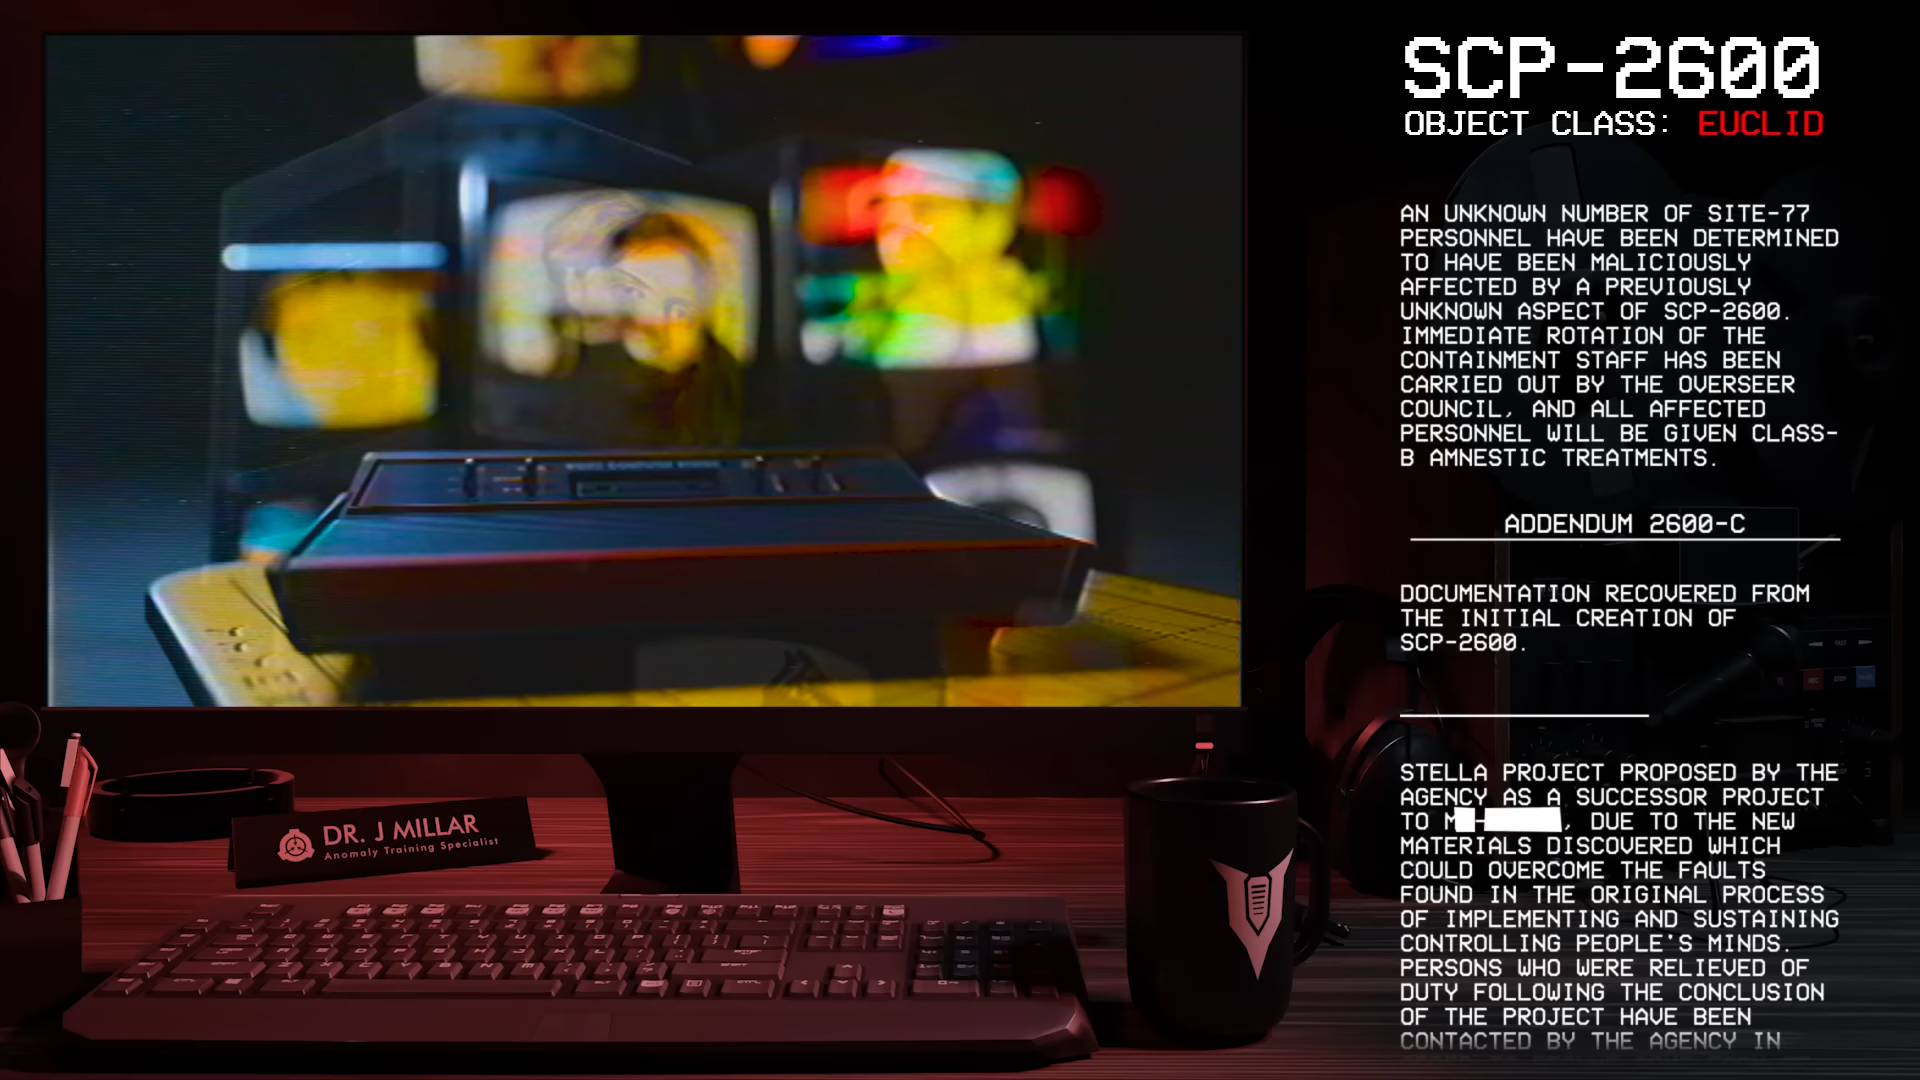 SCP-2600
OBJECT CLASS: EUCLID
AN UNKNOWN NUMBER OF SITE-77
PERSONNEL HAVE BEEN DETERMINED
TO HAVE BEEN MALICIOUSLY
AFFECTED BY A PREVIOUSLY
UNKNOWN ASPECT OF SCP-2600.
IMMEDIATE ROTATION OF THE
CONTAINMENT STAFF HAS BEEN
CARRIED OUT BY THE OVERSEER
COUNCIL, AND ALL AFFECTED
PERSONNEL WILL BE GIVEN CLASS-
B AMNESTIC TREATMENTS.
ADDENDUM 2600-C
DOCUMENTATION RECOVERED FROM
THE INITIAL CREATION OF
SCP-2600.
STELLA PROJECT PROPOSED BY THE
AGENCY AS A SUCCESSOR PROJECT
TO M , DUE TO THE NEW
MATERIALS DISCOVERED WHICH
COULD OVERCOME THE FAULTS
FOUND IN THE ORIGINAL PROCESS
OF IMPLEMENTING AND SUSTAINING
CONTROLLING PEOPLE'S MINDS.
PERSONS WHO WERE RELIEVED OF
DUTY FOLLOWING THE CONCLUSION
OF THE PROJECT HAVE BEEN
CONTACTED BY THE AGENCY IN
DR. J MILLAR
Anomaly Training Specialist